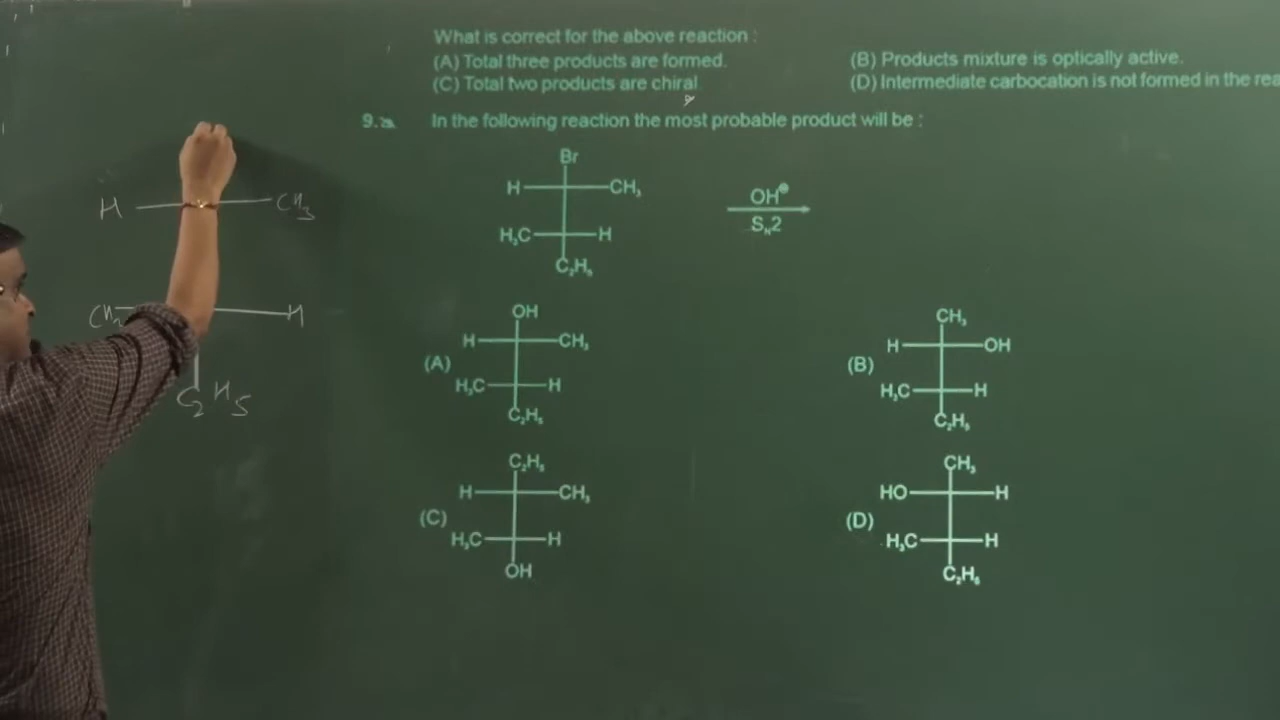 What is correct for the above reaction :
(A) Total three products are formed.
(B) Products mixture is optically active.
(C) Total two products are chiral
(D) Intermediate carbocation is not formed in the rea
9. In the following reaction the most probable product will be :
Br
H CH₃
H₃C H
C₂H₅
OH⊖
S_N2
H CH₃
CH₃ H
C₂H₅
(A)
OH
H CH₃
H₃C H
C₂H₅
(B)
CH₃
H OH
H₃C H
C₂H₅
(C)
C₂H₅
H CH₃
H₃C H
OH
(D)
CH₃
HO H
H₃C H
C₂H₅